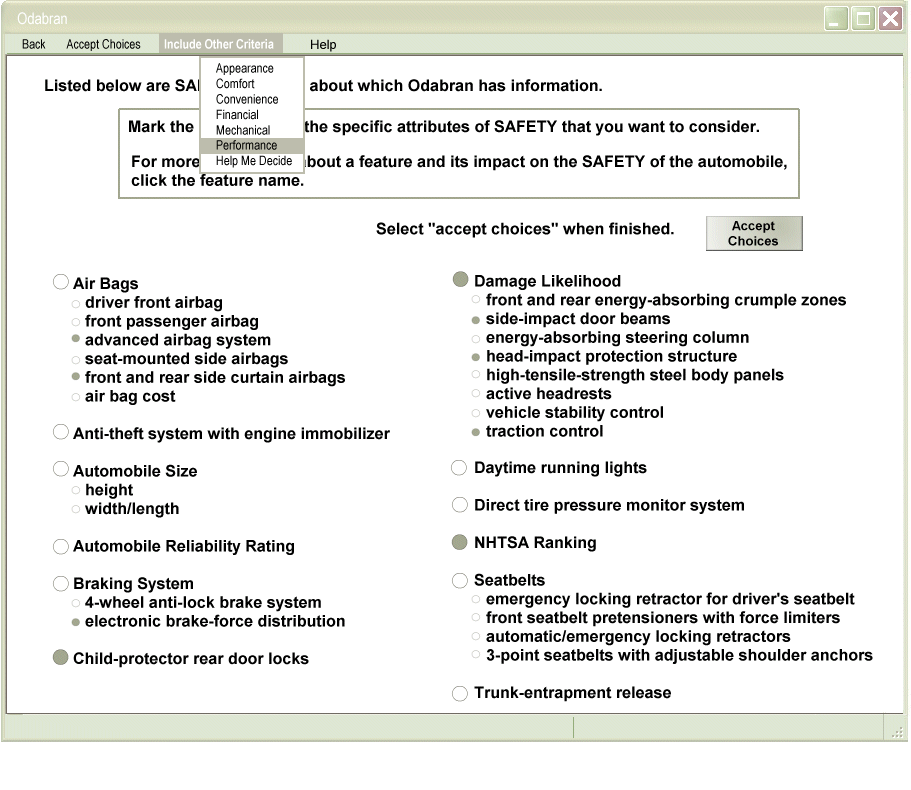 Odabran
Back Accept Choices Include Other Criteria Help
Appearance
Comfort
Convenience
Financial
Mechanical
Performance
Help Me Decide
Listed below are about which Odabran has information.
Mark the the specific attributes of SAFETY that you want to consider.
For more about a feature and its impact on the SAFETY of the automobile,
click the feature name.
Select "accept choices" when finished.
Accept
Choices
Air Bags
driver front airbag
front passenger airbag
advanced airbag system
seat-mounted side airbags
front and rear side curtain airbags
air bag cost
Anti-theft system with engine immobilizer
Automobile Size
height
width/length
Automobile Reliability Rating
Braking System
4-wheel anti-lock brake system
electronic brake-force distribution
Child-protector rear door locks
Damage Likelihood
front and rear energy-absorbing crumple zones
side-impact door beams
energy-absorbing steering column
head-impact protection structure
high-tensile-strength steel body panels
active headrests
vehicle stability control
traction control
Daytime running lights
Direct tire pressure monitor system
NHTSA Ranking
Seatbelts
emergency locking retractor for driver's seatbelt
front seatbelt pretensioners with force limiters
automatic/emergency locking retractors
3-point seatbelts with adjustable shoulder anchors
Trunk-entrapment release